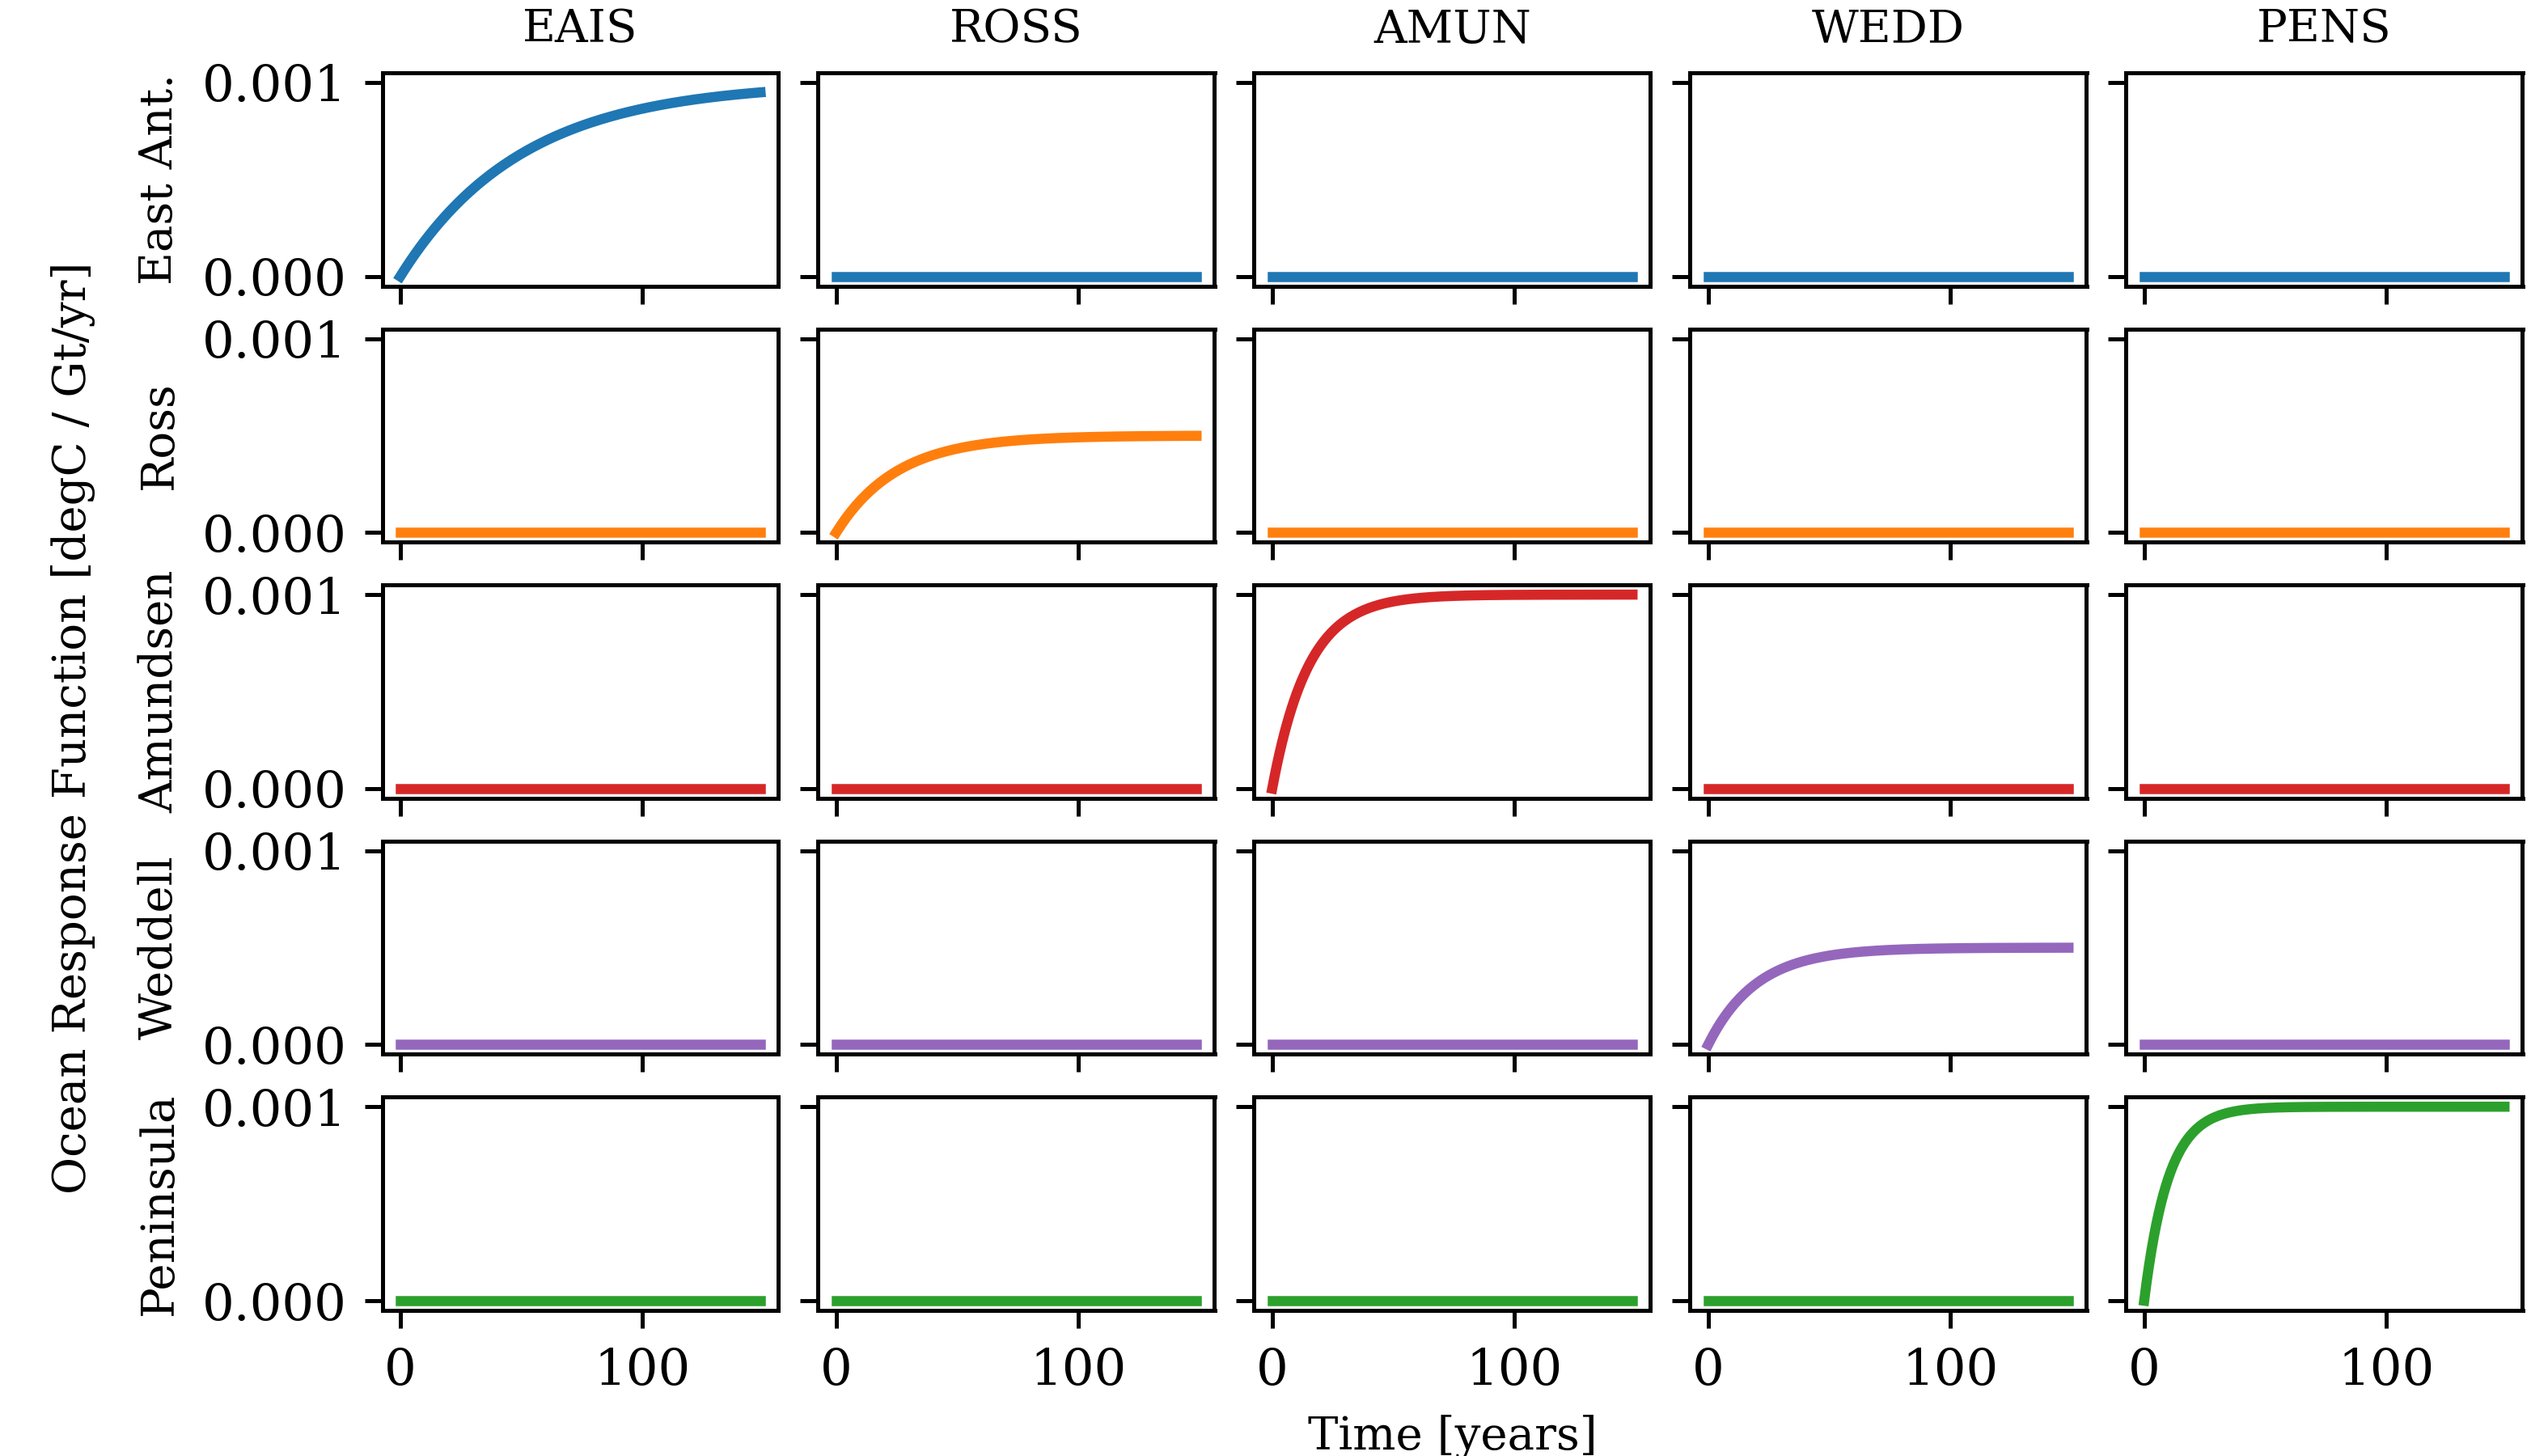 EAIS ROSS AMUN WEDD PENS
Ocean Response Function [degC / Gt/yr]
East Ant.
0.001
0.000
Ross
0.001
0.000
Amundsen
0.001
0.000
Weddell
0.001
0.000
Peninsula
0.001
0.000
0 100 0 100 0 100 0 100 0 100
Time [years]